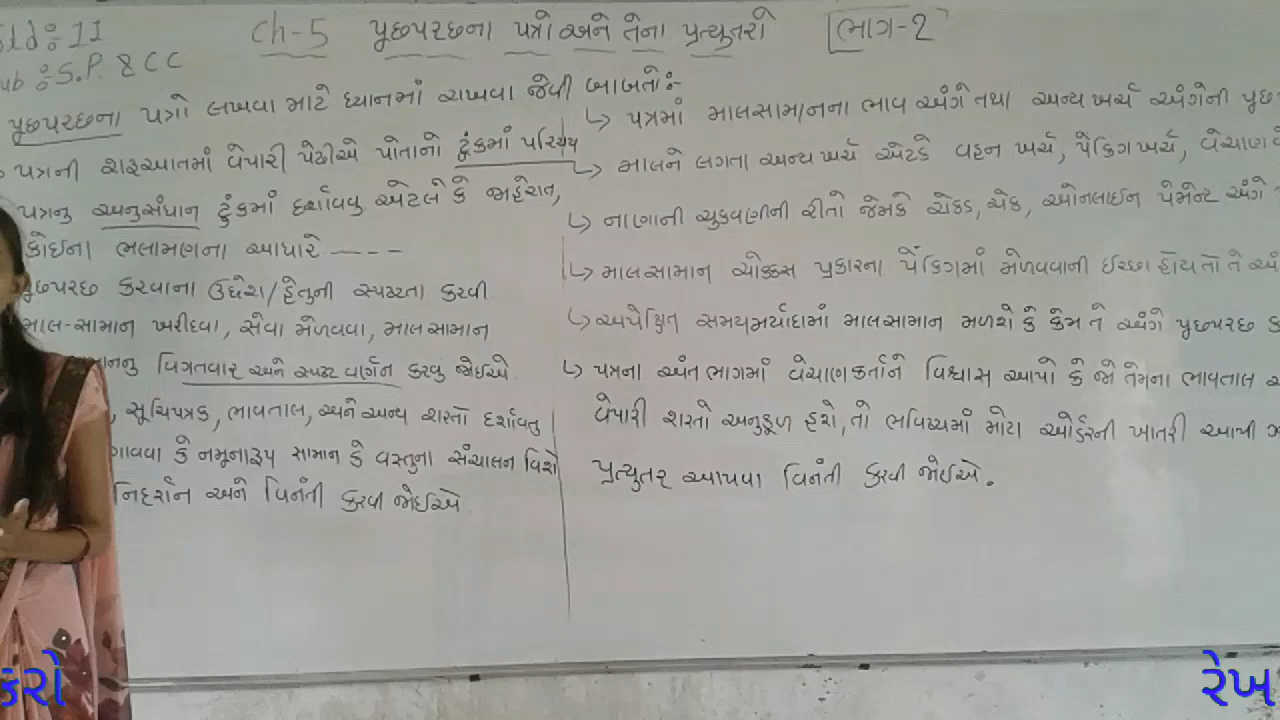 Std : 11
Sub : S.P. & CC
Ch-5 પૂછપરછના પત્રો અને તેના પ્રત્યુતરો ભાગ-2
પૂછપરછના પત્રો લખવા માટે ધ્યાનમાં રાખવા જેવી બાબતો:-
પત્રની શરૂઆતમાં વેપારી પેઢીએ પોતાનો ટૂંકમાં પરિચય
પત્રનુ અનુસંધાન ટુંકમાં દર્શાવવુ એટલે કે જાહેરાત,
કોઇના ભલામણના આધારે ----
પૂછપરછ કરવાના ઉદ્દેશ/હેતુની સ્પષ્ટતા કરવી
માલ-સામાન ખરીદવા, સેવા મેળવવા, માલસામાન
વિગતવાર અને સ્પષ્ટ વાર્ણન કરવુ જોઇએ.
, સૂચિપત્રક, ભાવતાલ, અને અન્ય શરતો દર્શાવતુ
કે નમૂનારૂપ સામાન કે વસ્તુના સંચાલન વિશે
નિદર્શન અને વિનંતી કરવી જોઇએ
↳ પત્રમાં માલસામાનના ભાવ અંગે તથા અન્ય ખર્ચ અંગેની
↳ માલને લગતા અન્ય ખર્ચ એટલે વહન ખર્ચ, પેકિંગ ખર્ચ, વેચાણ
↳ નાણાની ચુકવણીની રીતો જેમકે રોકડ, ચેક, ઓનલાઈન પેમેન્ટ અંગે
↳ માલસામાન ચોક્કસ પ્રકારના પેંકિગમાં મેળવવાની ઈચ્છા હોય તો તે
↳ અપેક્ષિત સમયમર્યાદામાં માલસામાન મળશે કે કેમ તે અંગે પુછપરછ
↳ પત્રના અંત ભાગમાં વેચાણકર્તાને વિશ્વાસ આપો કે જો તેમના ભાવતાલ
વેપારી શરતો અનુકૂળ હશે, તો ભવિષ્યમાં મોટા ઓર્ડરની ખાતરી આપી
પ્રત્યુતર આપવા વિનંતી કરવી જોઈએ.
કરો
રેખ